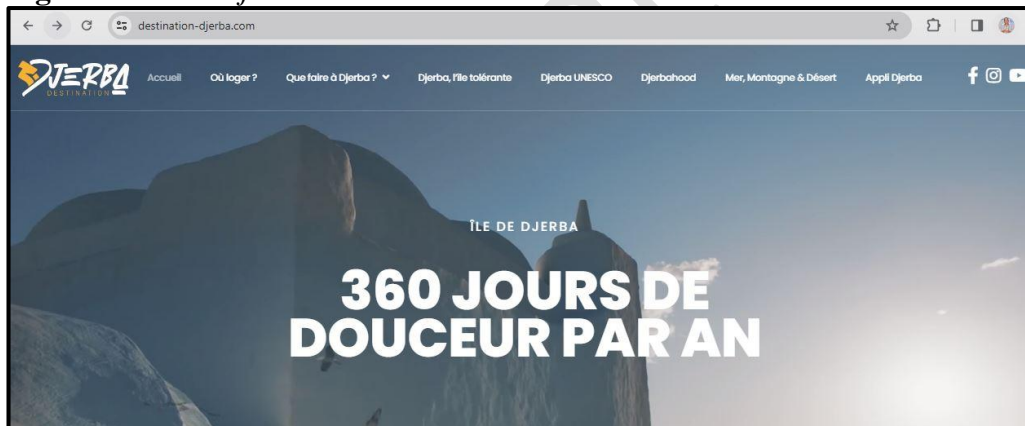 destination-djerba.com
DJERBA
DESTINATION
Accueil Où loger ? Que faire à Djerba ? Djerba, l'île tolérante Djerba UNESCO Djerbahood Mer, Montagne & Désert Appli Djerba
ÎLE DE DJERBA
360 JOURS DE
DOUCEUR PAR AN